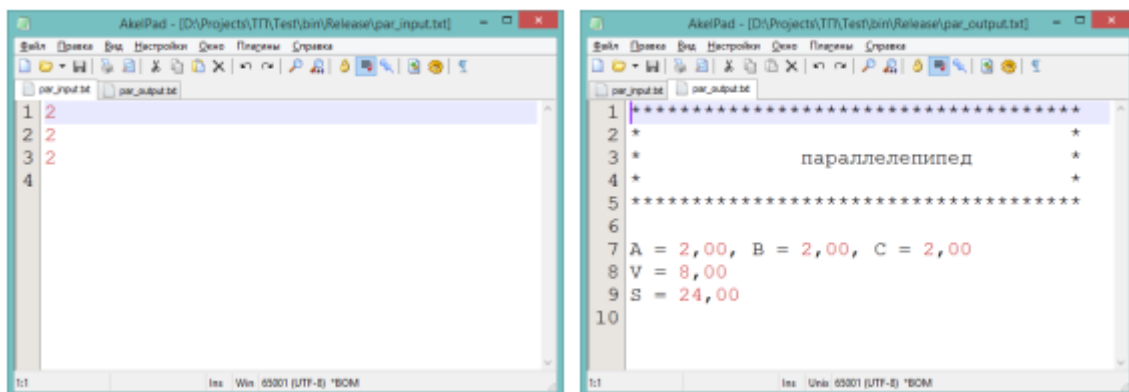 AkelPad - [D:\Projects\ТП\Test\bin\Release\par_input.txt]
Файл Правка Вид Настройки Окно Плагины Справка
par_input.txt par_output.txt
1 2
2 2
3 2
4
1:1 Ins Win 65001 (UTF-8) *BOM
AkelPad - [D:\Projects\ТП\Test\bin\Release\par_output.txt]
Файл Правка Вид Настройки Окно Плагины Справка
par_input.txt par_output.txt
1 *************************************
2 * *
3 * параллелепипед *
4 * *
5 *************************************
6
7 A = 2,00, B = 2,00, C = 2,00
8 V = 8,00
9 S = 24,00
10
1:1 Ins Unix 65001 (UTF-8) *BOM